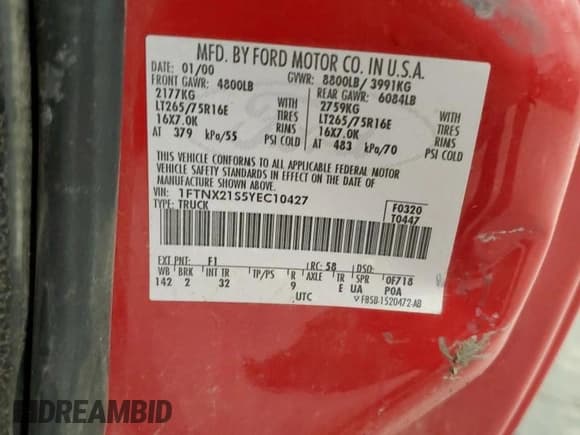 MFD. BY FORD MOTOR CO. IN U.S.A.
DATE: 01/00 GVWR: 8800LB/ 3991KG
FRONT GAWR: 4800LB REAR GAWR: 6084LB
2177KG WITH 2759KG WITH
LT265/75R16E TIRES LT265/75R16E TIRES
16X7.0K RIMS 16X7.0K RIMS
AT 379 kPa/55 PSI COLD AT 483 kPa/70 PSI COLD
THIS VEHICLE CONFORMS TO ALL APPLICABLE FEDERAL MOTOR
VEHICLE SAFETY STANDARDS IN EFFECT ON THE DATE OF
MANUFACTURE SHOWN ABOVE.
VIN: 1FTNX21S5YEC10427 F0320
TYPE: TRUCK T0447
EXT. PNT: F1 RC: 58 DSO:
WB BRK INT TR TP/PS R AXLE TR SPR 0F718
142 2 32 9 E UA P0A
UTC F85B-1520472-AB
DREAMBID